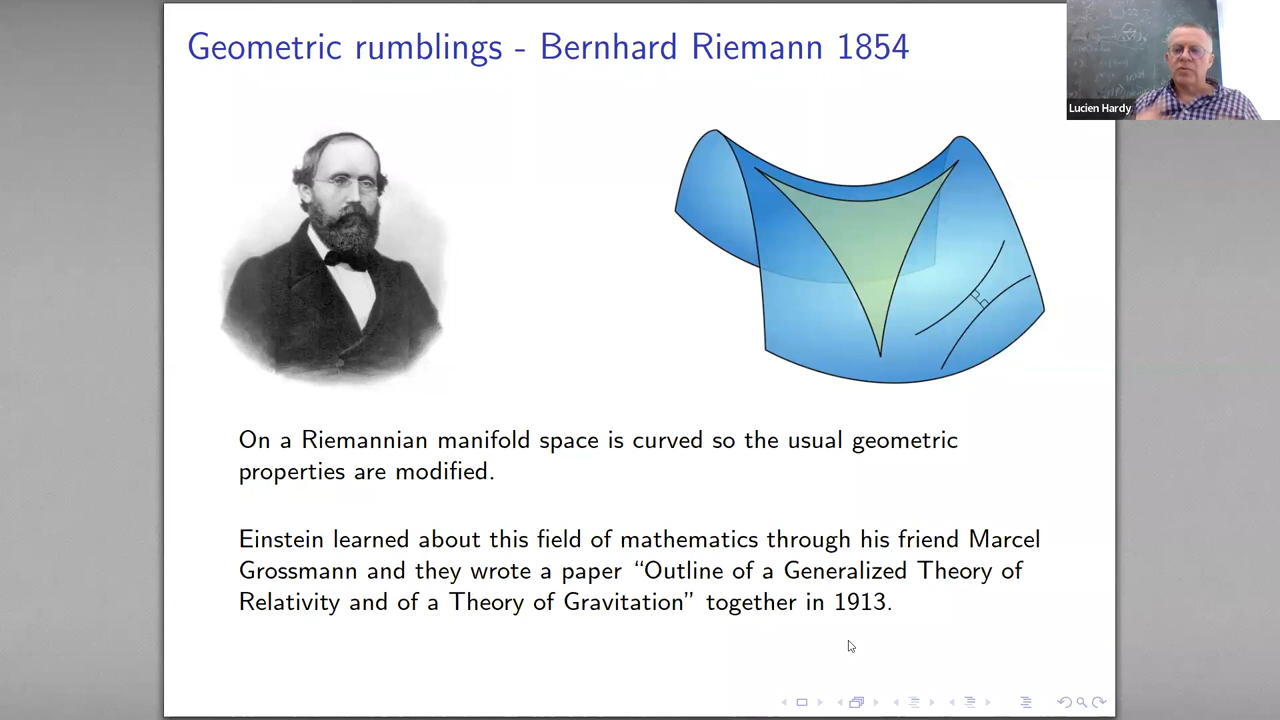 Geometric rumblings - Bernhard Riemann 1854
Lucien Hardy
On a Riemannian manifold space is curved so the usual geometric
properties are modified.
Einstein learned about this field of mathematics through his friend Marcel
Grossmann and they wrote a paper “Outline of a Generalized Theory of
Relativity and of a Theory of Gravitation” together in 1913.